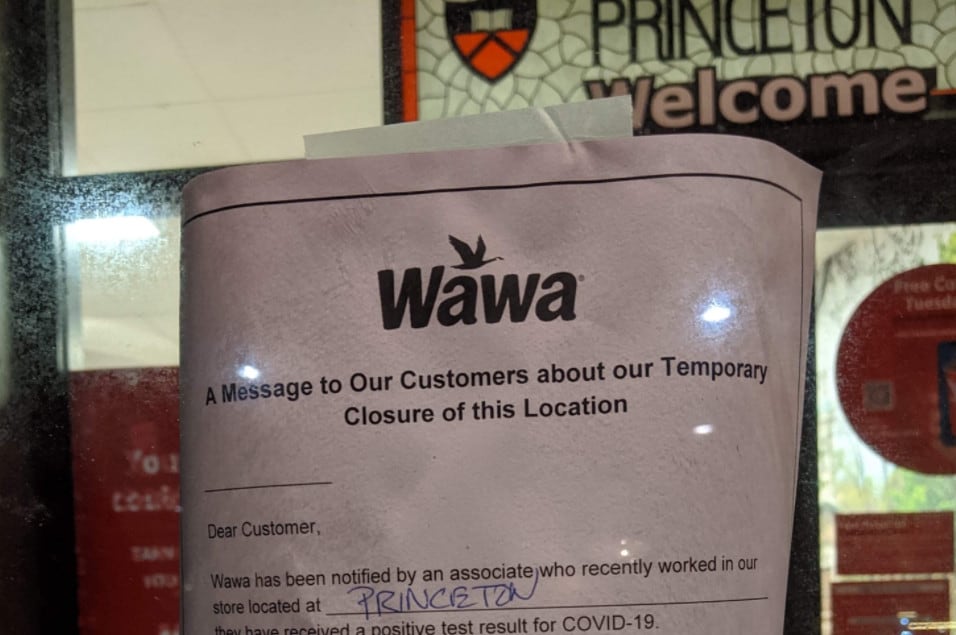 PRINCETON
Welcome
Wawa
A Message to Our Customers about our Temporary
Closure of this Location
Dear Customer,
Wawa has been notified by an associate who recently worked in our
store located at PRINCETON
they have received a positive test result for COVID-19.
Free
Tuesd